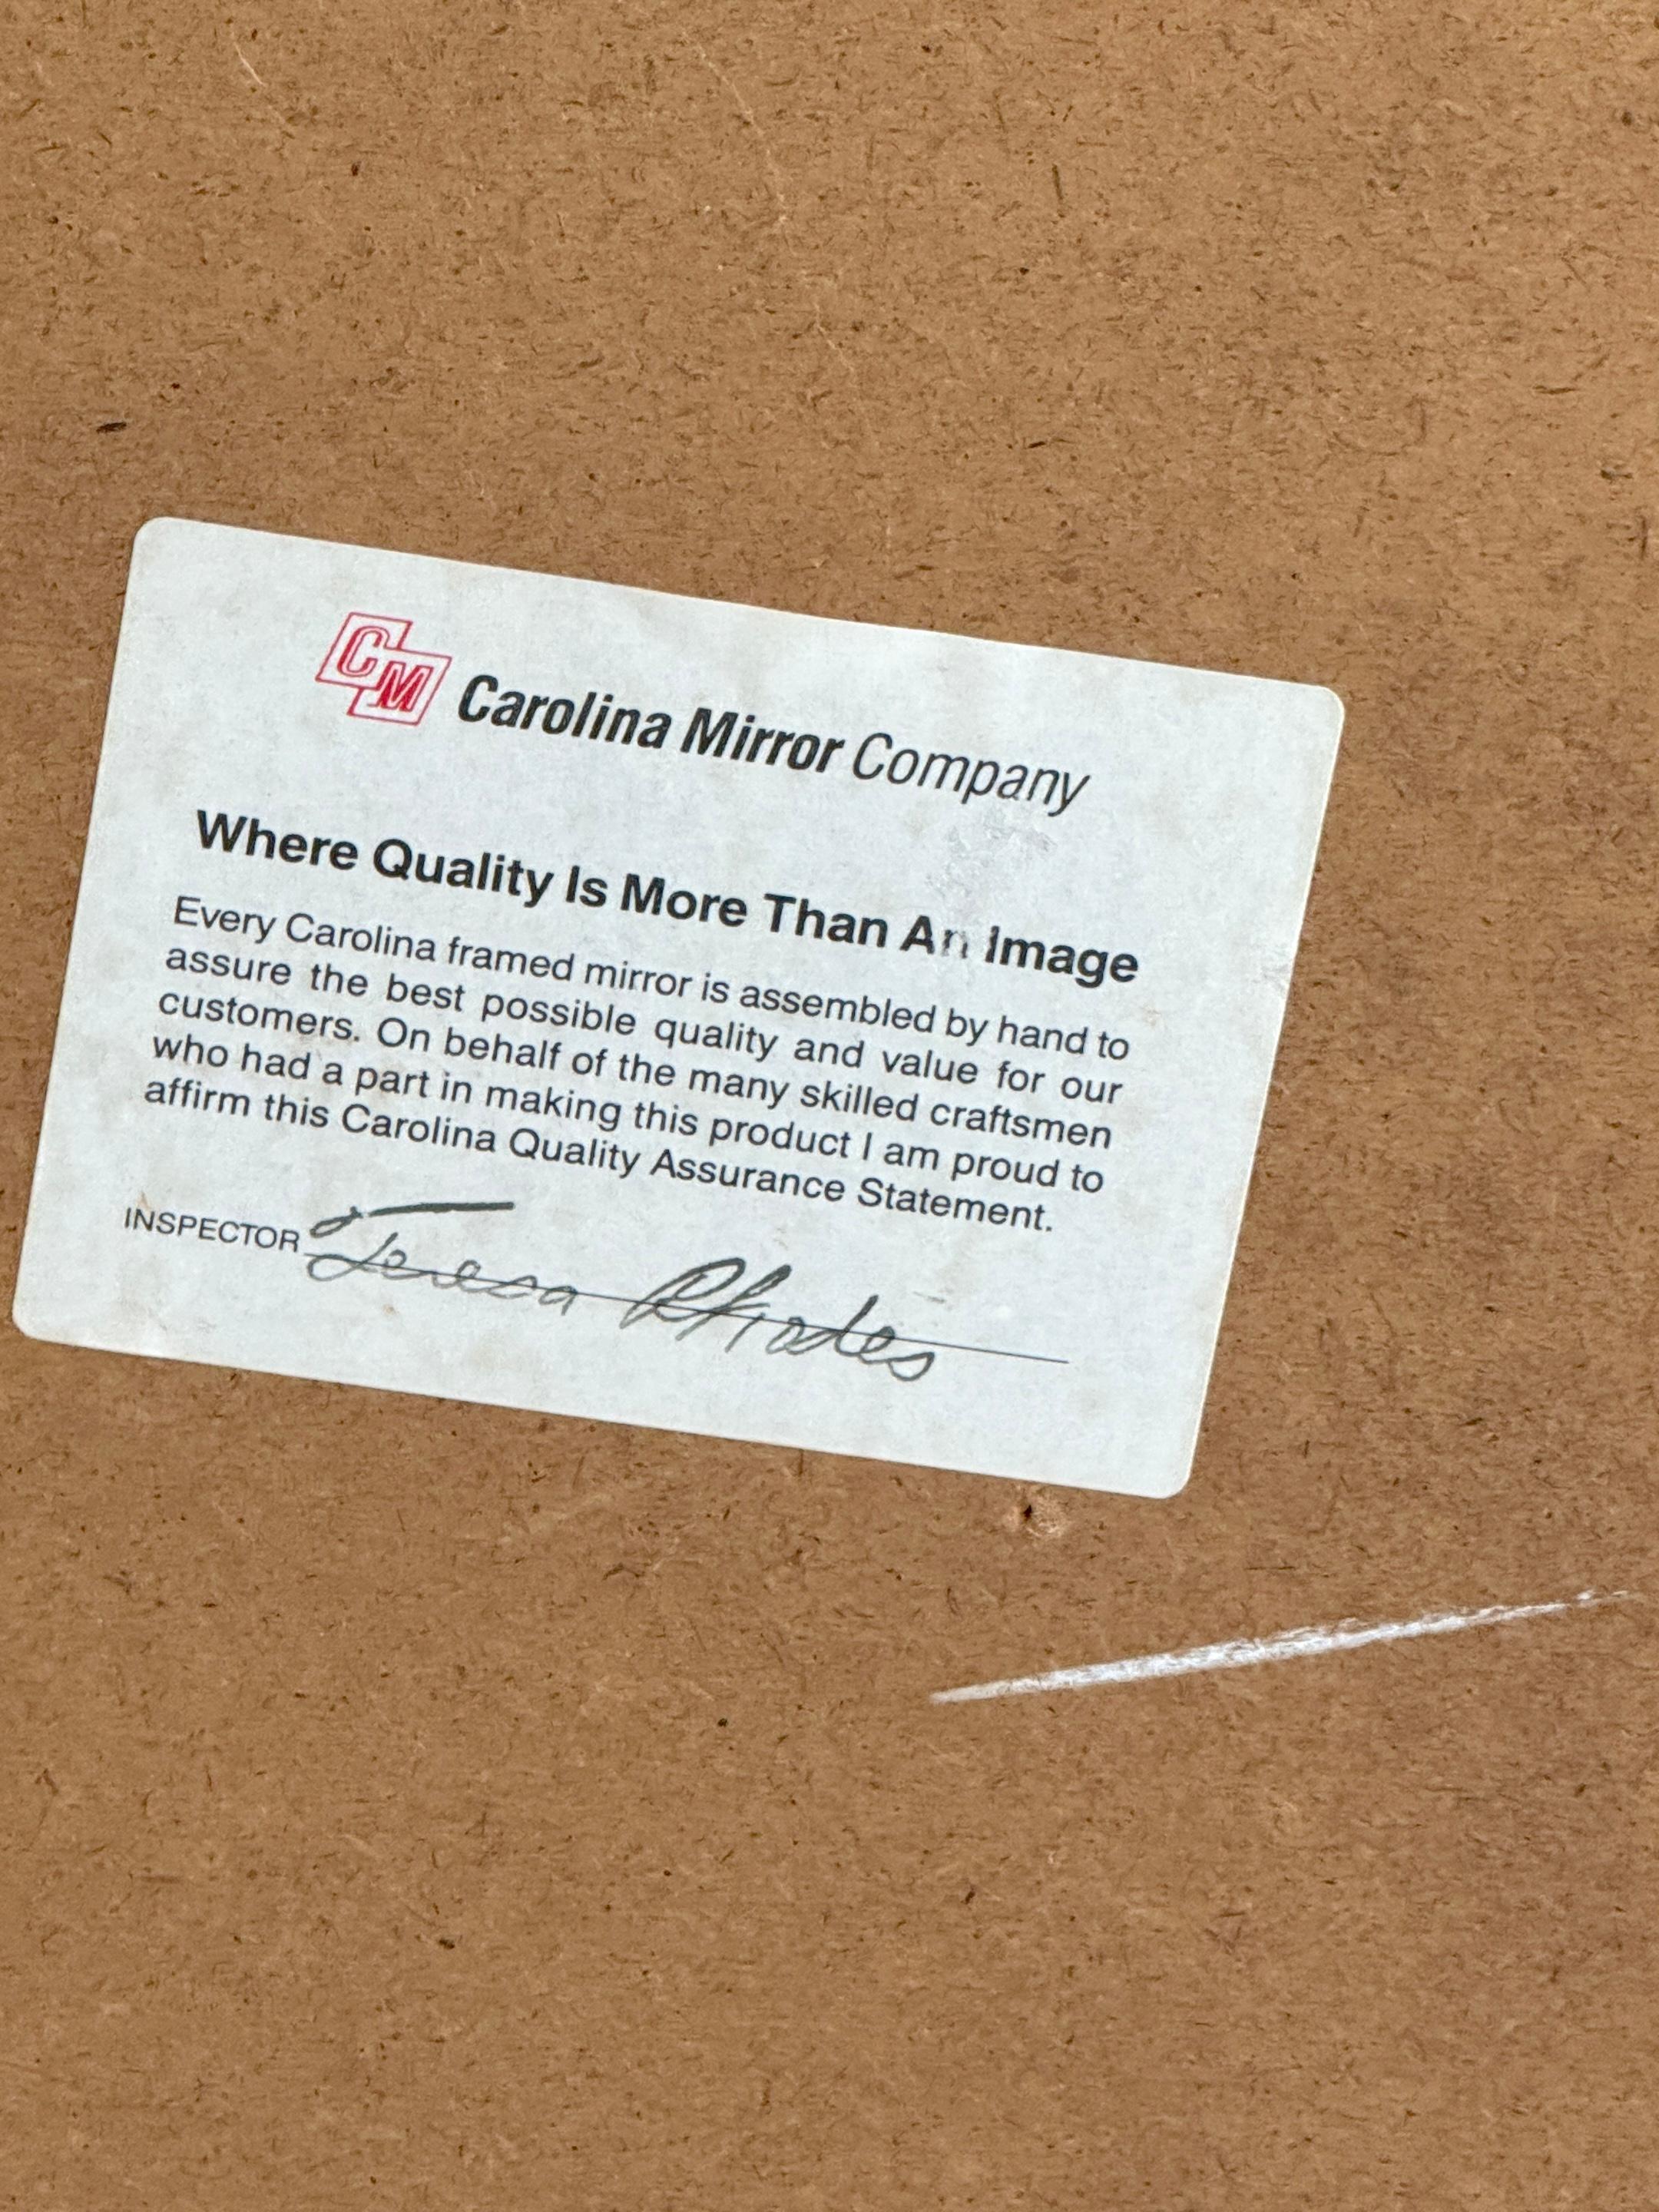 CM Carolina Mirror Company
Where Quality Is More Than An Image
Every Carolina framed mirror is assembled by hand to
assure the best possible quality and value for our
customers. On behalf of the many skilled craftsmen
who had a part in making this product I am proud to
affirm this Carolina Quality Assurance Statement.
INSPECTOR Teresa Rhodes